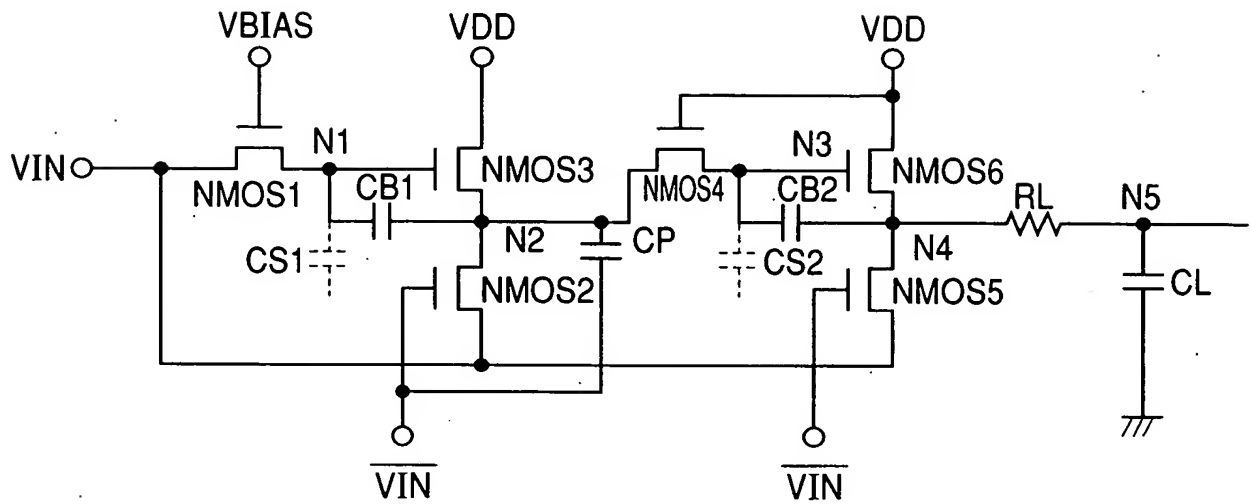 VBIAS
VDD
VDD
VIN
N1
NMOS3
N3
NMOS6
NMOS1
CB1
NMOS4
CB2
RL
N5
CS1
N2
CP
CS2
N4
NMOS2
NMOS5
CL
VIN
VIN